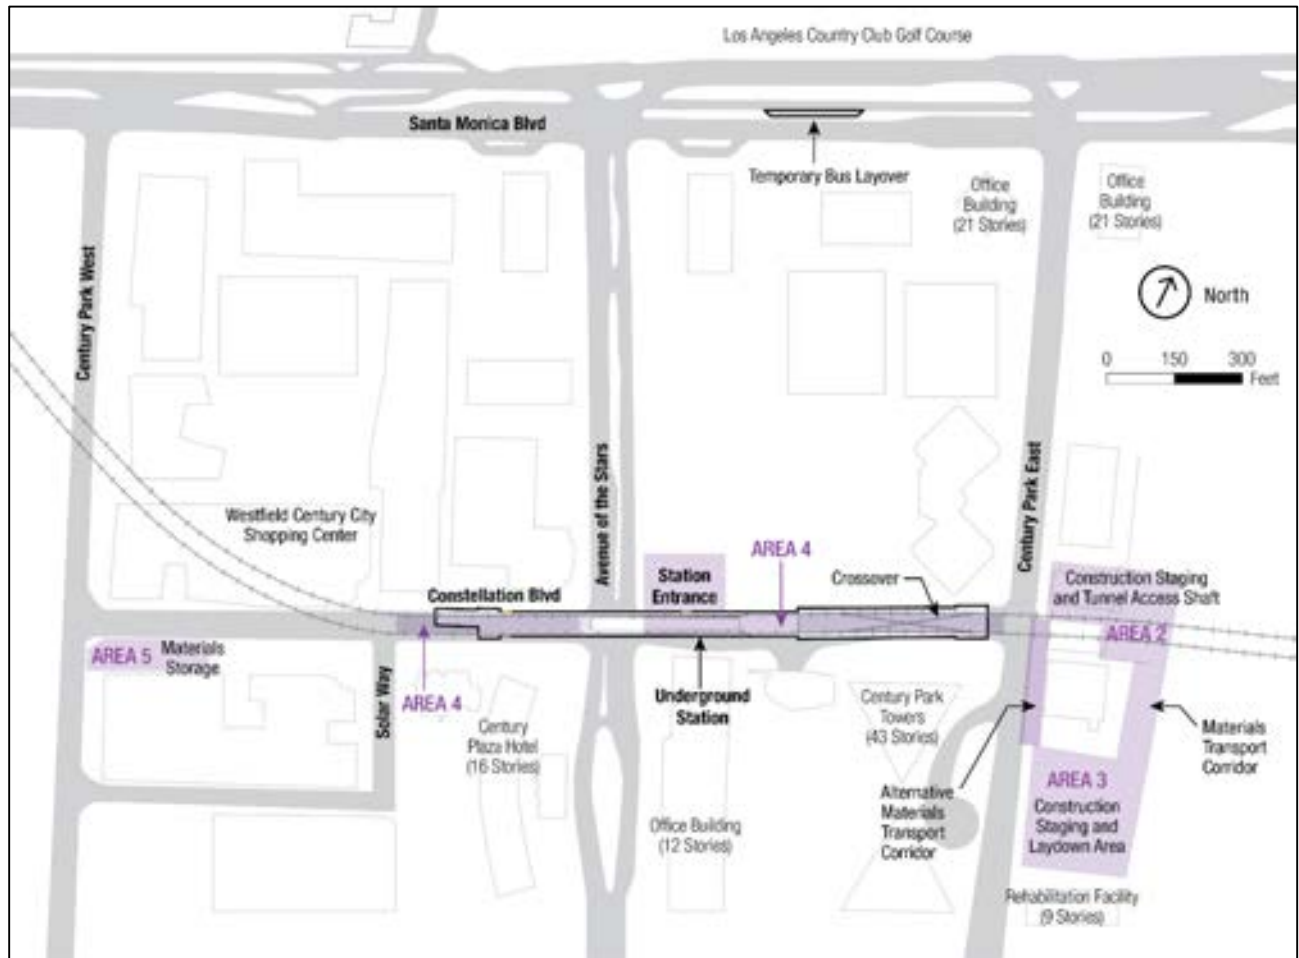 Los Angeles Country Club Golf Course
Santa Monica Blvd
Temporary Bus Layover
Office
Building
(21 Stories)
Office
Building
(21 Stories)
North
0 150 300
Feet
Century Park West
Avenue of the Stars
Century Park East
Westfield Century City
Shopping Center
Constellation Blvd
Station
Entrance
AREA 4
Crossover
Construction Staging
and Tunnel Access Shaft
AREA 2
AREA 5
Materials
Storage
Solar Way
AREA 4
Century
Plaza Hotel
(16 Stories)
Underground
Station
Century Park
Towers
(43 Stories)
Materials
Transport
Corridor
Alternative
Materials
Transport
Corridor
AREA 3
Construction
Staging and
Laydown Area
Office Building
(12 Stories)
Rehabilitation Facility
(9 Stories)